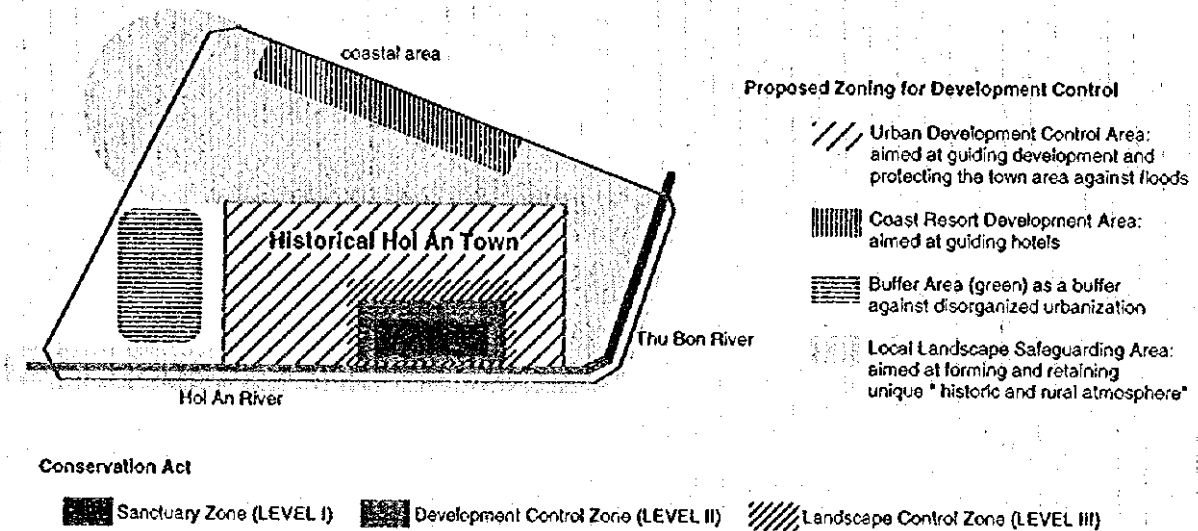 coastal area
Historical Hoi An Town
Thu Bon River
Hoi An River
Proposed Zoning for Development Control
Urban Development Control Area:
aimed at guiding development and
protecting the town area against floods
Coast Resort Development Area:
aimed at guiding hotels
Buffer Area (green) as a buffer
against disorganized urbanization
Local Landscape Safeguarding Area:
aimed at forming and retaining
unique " historic and rural atmosphere"
Conservation Act
Sanctuary Zone (LEVEL I)
Development Control Zone (LEVEL II)
Landscape Control Zone (LEVEL III)